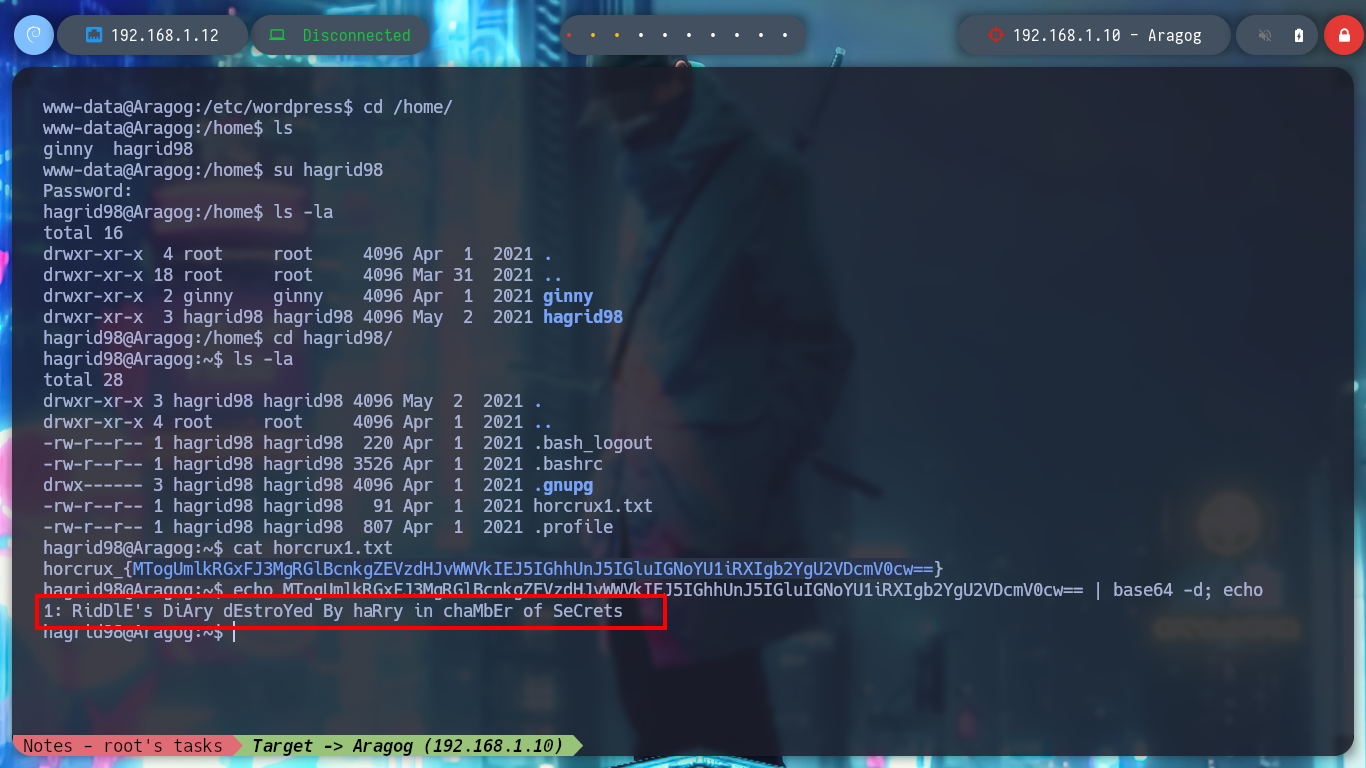 192.168.1.12
Disconnected
192.168.1.10 - Aragog
www-data@Aragog:/etc/wordpress$ cd /home/
www-data@Aragog:/home$ ls
ginny  hagrid98
www-data@Aragog:/home$ su hagrid98
Password:
hagrid98@Aragog:/home$ ls -la
total 16
drwxr-xr-x  4 root     root     4096 Apr  1  2021 .
drwxr-xr-x 18 root     root     4096 Mar 31  2021 ..
drwxr-xr-x  2 ginny    ginny    4096 Apr  1  2021 ginny
drwxr-xr-x  3 hagrid98 hagrid98 4096 May  2  2021 hagrid98
hagrid98@Aragog:/home$ cd hagrid98/
hagrid98@Aragog:~$ ls -la
total 28
drwxr-xr-x 3 hagrid98 hagrid98 4096 May  2  2021 .
drwxr-xr-x 4 root     root     4096 Apr  1  2021 ..
-rw-r--r-- 1 hagrid98 hagrid98  220 Apr  1  2021 .bash_logout
-rw-r--r-- 1 hagrid98 hagrid98 3526 Apr  1  2021 .bashrc
drwx------ 3 hagrid98 hagrid98 4096 Apr  1  2021 .gnupg
-rw-r--r-- 1 hagrid98 hagrid98   91 Apr  1  2021 horcrux1.txt
-rw-r--r-- 1 hagrid98 hagrid98  807 Apr  1  2021 .profile
hagrid98@Aragog:~$ cat horcrux1.txt
horcrux_{MTogUmlkRGxFJ3MgRGlBcnkgZEVzdHJvWWVkIEJ5IGhhUnJ5IGluIGNoYU1iRXIgb2YgU2VDcmV0cw==}
hagrid98@Aragog:~$ echo MTogUmlkRGxFJ3MgRGlBcnkgZEVzdHJvWWVkIEJ5IGhhUnJ5IGluIGNoYU1iRXIgb2YgU2VDcmV0cw== | base64 -d; echo
1: RidDlE's DiAry dEstroYed By haRry in chaMbEr of SeCrets
hagrid98@Aragog:~$
Notes - root's tasks
Target -> Aragog (192.168.1.10)